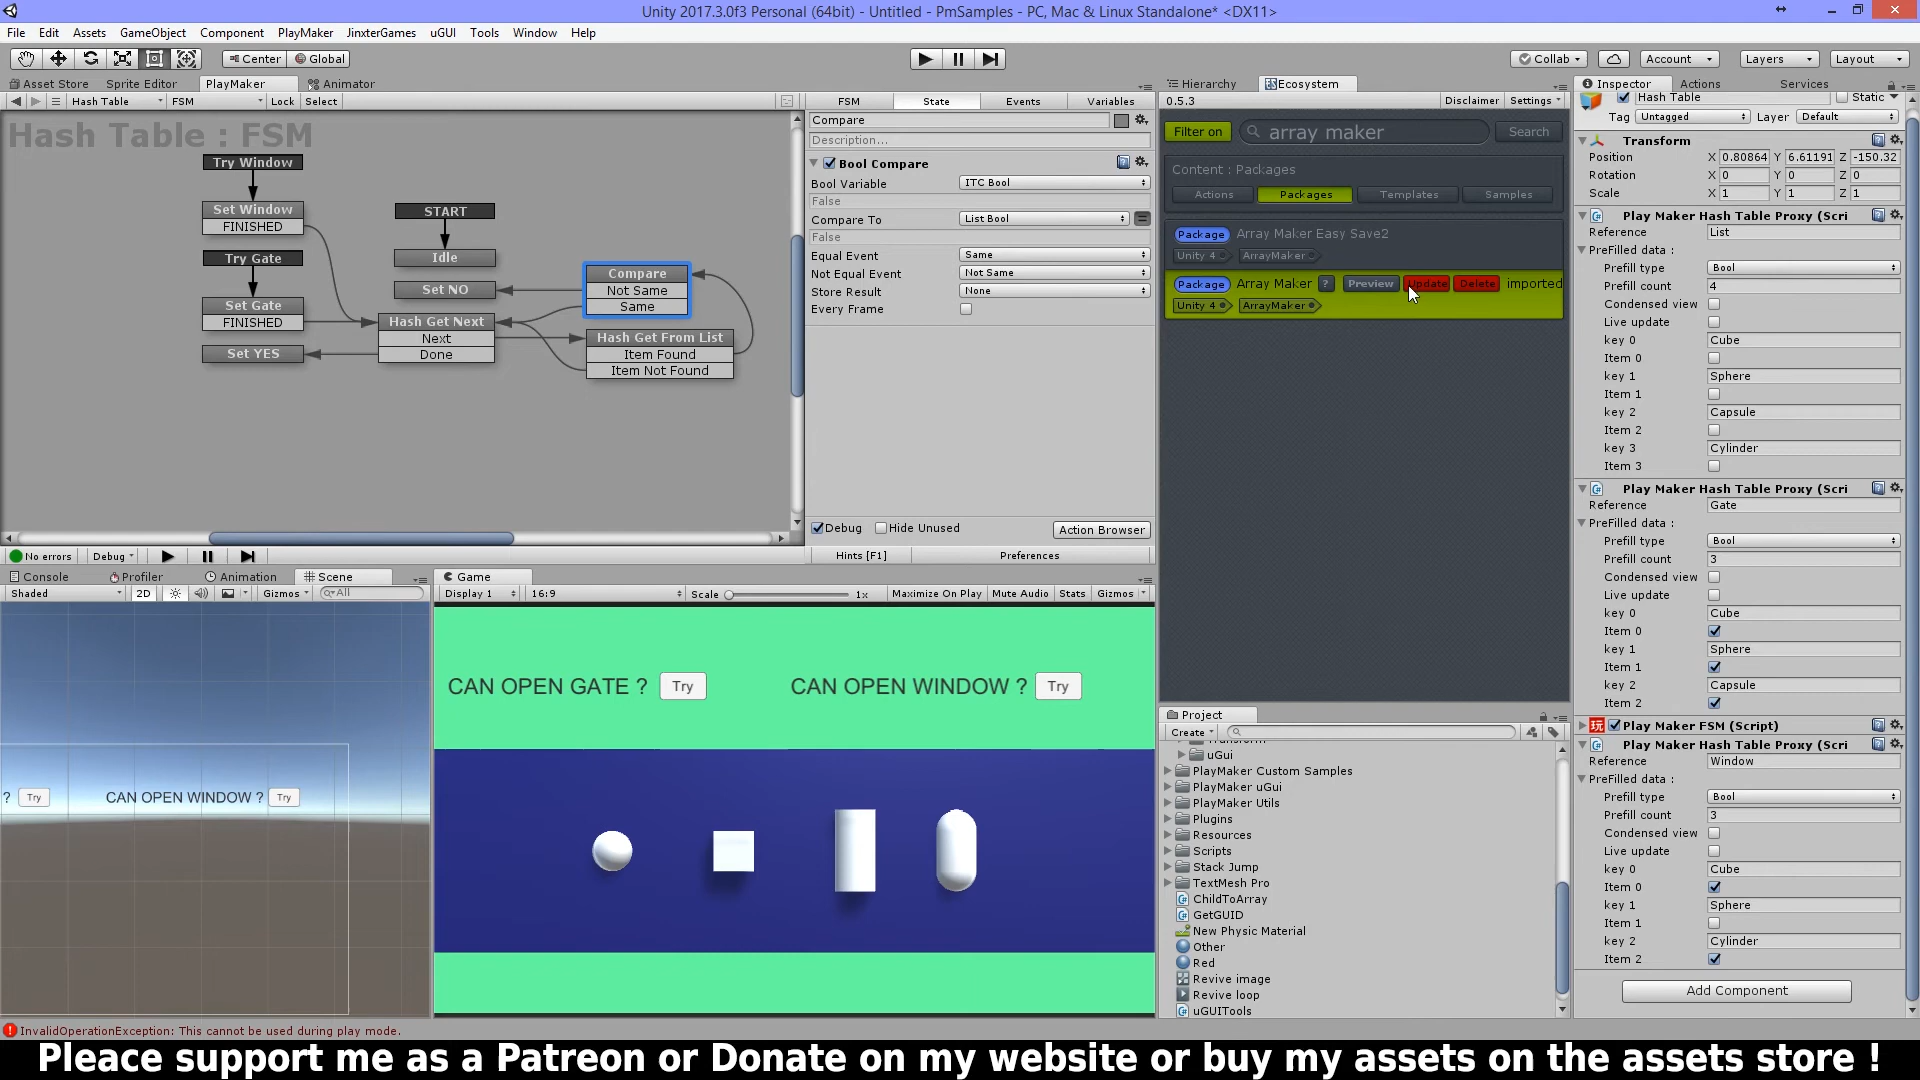 Unity 2017.3.0f3 Personal (64bit) - Untitled - PmSamples - PC, Mac & Linux Standalone* <DX11>
File Edit Assets GameObject Component PlayMaker JinxterGames uGUI Tools Window Help
Center Global Collab Account Layers Layout
Asset Store Sprite Editor PlayMaker Animator
Hash Table FSM Lock Select
Hash Table : FSM
Try Window
Set Window
FINISHED
Try Gate
Set Gate
FINISHED
Set YES
START
Idle
Set NO
Hash Get Next
Next
Done
Compare
Not Same
Same
Hash Get From List
Item Found
Item Not Found
No errors Debug
FSM State Events Variables
Compare
Description...
Bool Compare
Bool Variable ITC Bool
False
Compare To List Bool
False
Equal Event Same
Not Equal Event Not Same
Store Result None
Every Frame
Debug Hide Unused Action Browser
Hints [F1] Preferences
Console Profiler Animation Scene
Shaded 2D Gizmos All
? Try CAN OPEN WINDOW ? Try
Game
Display 1 16:9 Scale 1x Maximize On Play Mute Audio Stats Gizmos
CAN OPEN GATE ? Try CAN OPEN WINDOW ? Try
Hierarchy Ecosystem
0.5.3 Disclaimer Settings
Filter on array maker Search
Content : Packages
Actions Packages Templates Samples
Package Array Maker Easy Save2
Unity 4 ArrayMaker
Package Array Maker ? Preview Update Delete imported
Unity 4 ArrayMaker
Project
Create
Transform
uGui
PlayMaker Custom Samples
PlayMaker uGui
PlayMaker Utils
Plugins
Resources
Scripts
Stack Jump
TextMesh Pro
ChildToArray
GetGUID
New Physic Material
Other
Red
Revive image
Revive loop
uGUITools
Inspector Actions Services
Hash Table Static
Tag Untagged Layer Default
Transform
Position X 0.80864 Y 6.61191 Z -150.32
Rotation X 0 Y 0 Z 0
Scale X 1 Y 1 Z 1
Play Maker Hash Table Proxy (Scri
Reference List
PreFilled data :
Prefill type Bool
Prefill count 4
Condensed view
Live update
key 0 Cube
Item 0
key 1 Sphere
Item 1
key 2 Capsule
Item 2
key 3 Cylinder
Item 3
Play Maker Hash Table Proxy (Scri
Reference Gate
PreFilled data :
Prefill type Bool
Prefill count 3
Condensed view
Live update
key 0 Cube
Item 0
key 1 Sphere
Item 1
key 2 Capsule
Item 2
玩 Play Maker FSM (Script)
Play Maker Hash Table Proxy (Scri
Reference Window
PreFilled data :
Prefill type Bool
Prefill count 3
Condensed view
Live update
key 0 Cube
Item 0
key 1 Sphere
Item 1
key 2 Cylinder
Item 2
Add Component
InvalidOperationException: This cannot be used during play mode.
Pleace support me as a Patreon or Donate on my website or buy my assets on the assets store !